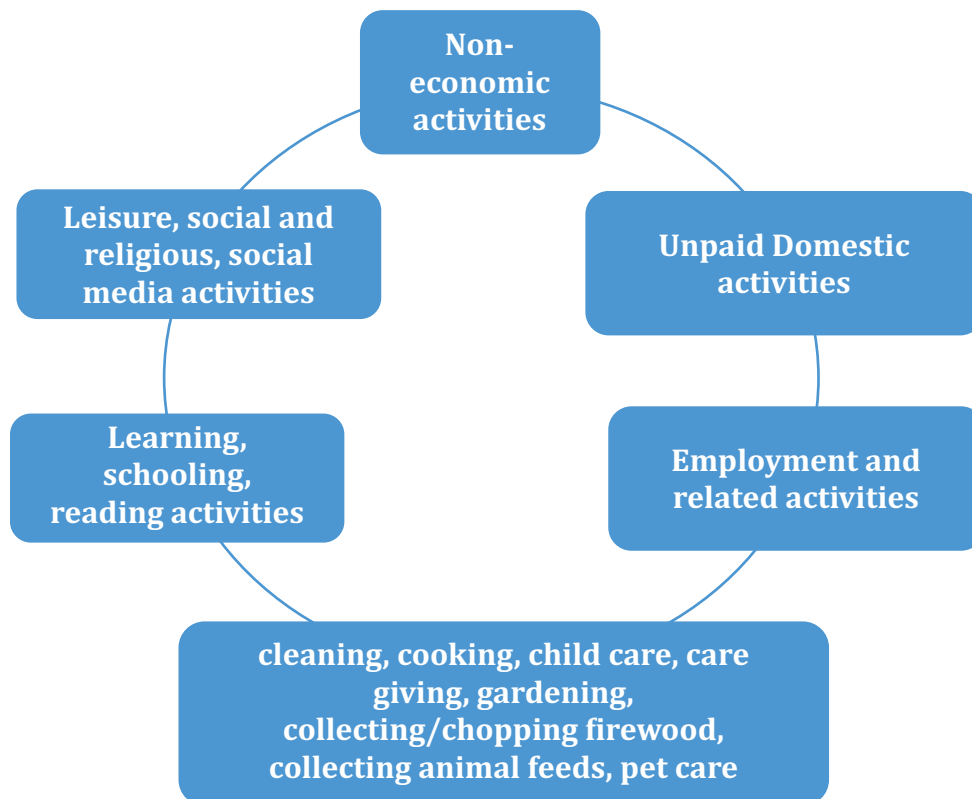 Non-
economic
activities
Leisure, social and
religious, social
media activities
Unpaid Domestic
activities
Learning,
schooling,
reading activities
Employment and
related activities
cleaning, cooking, child care, care
giving, gardening,
collecting/chopping firewood,
collecting animal feeds, pet care